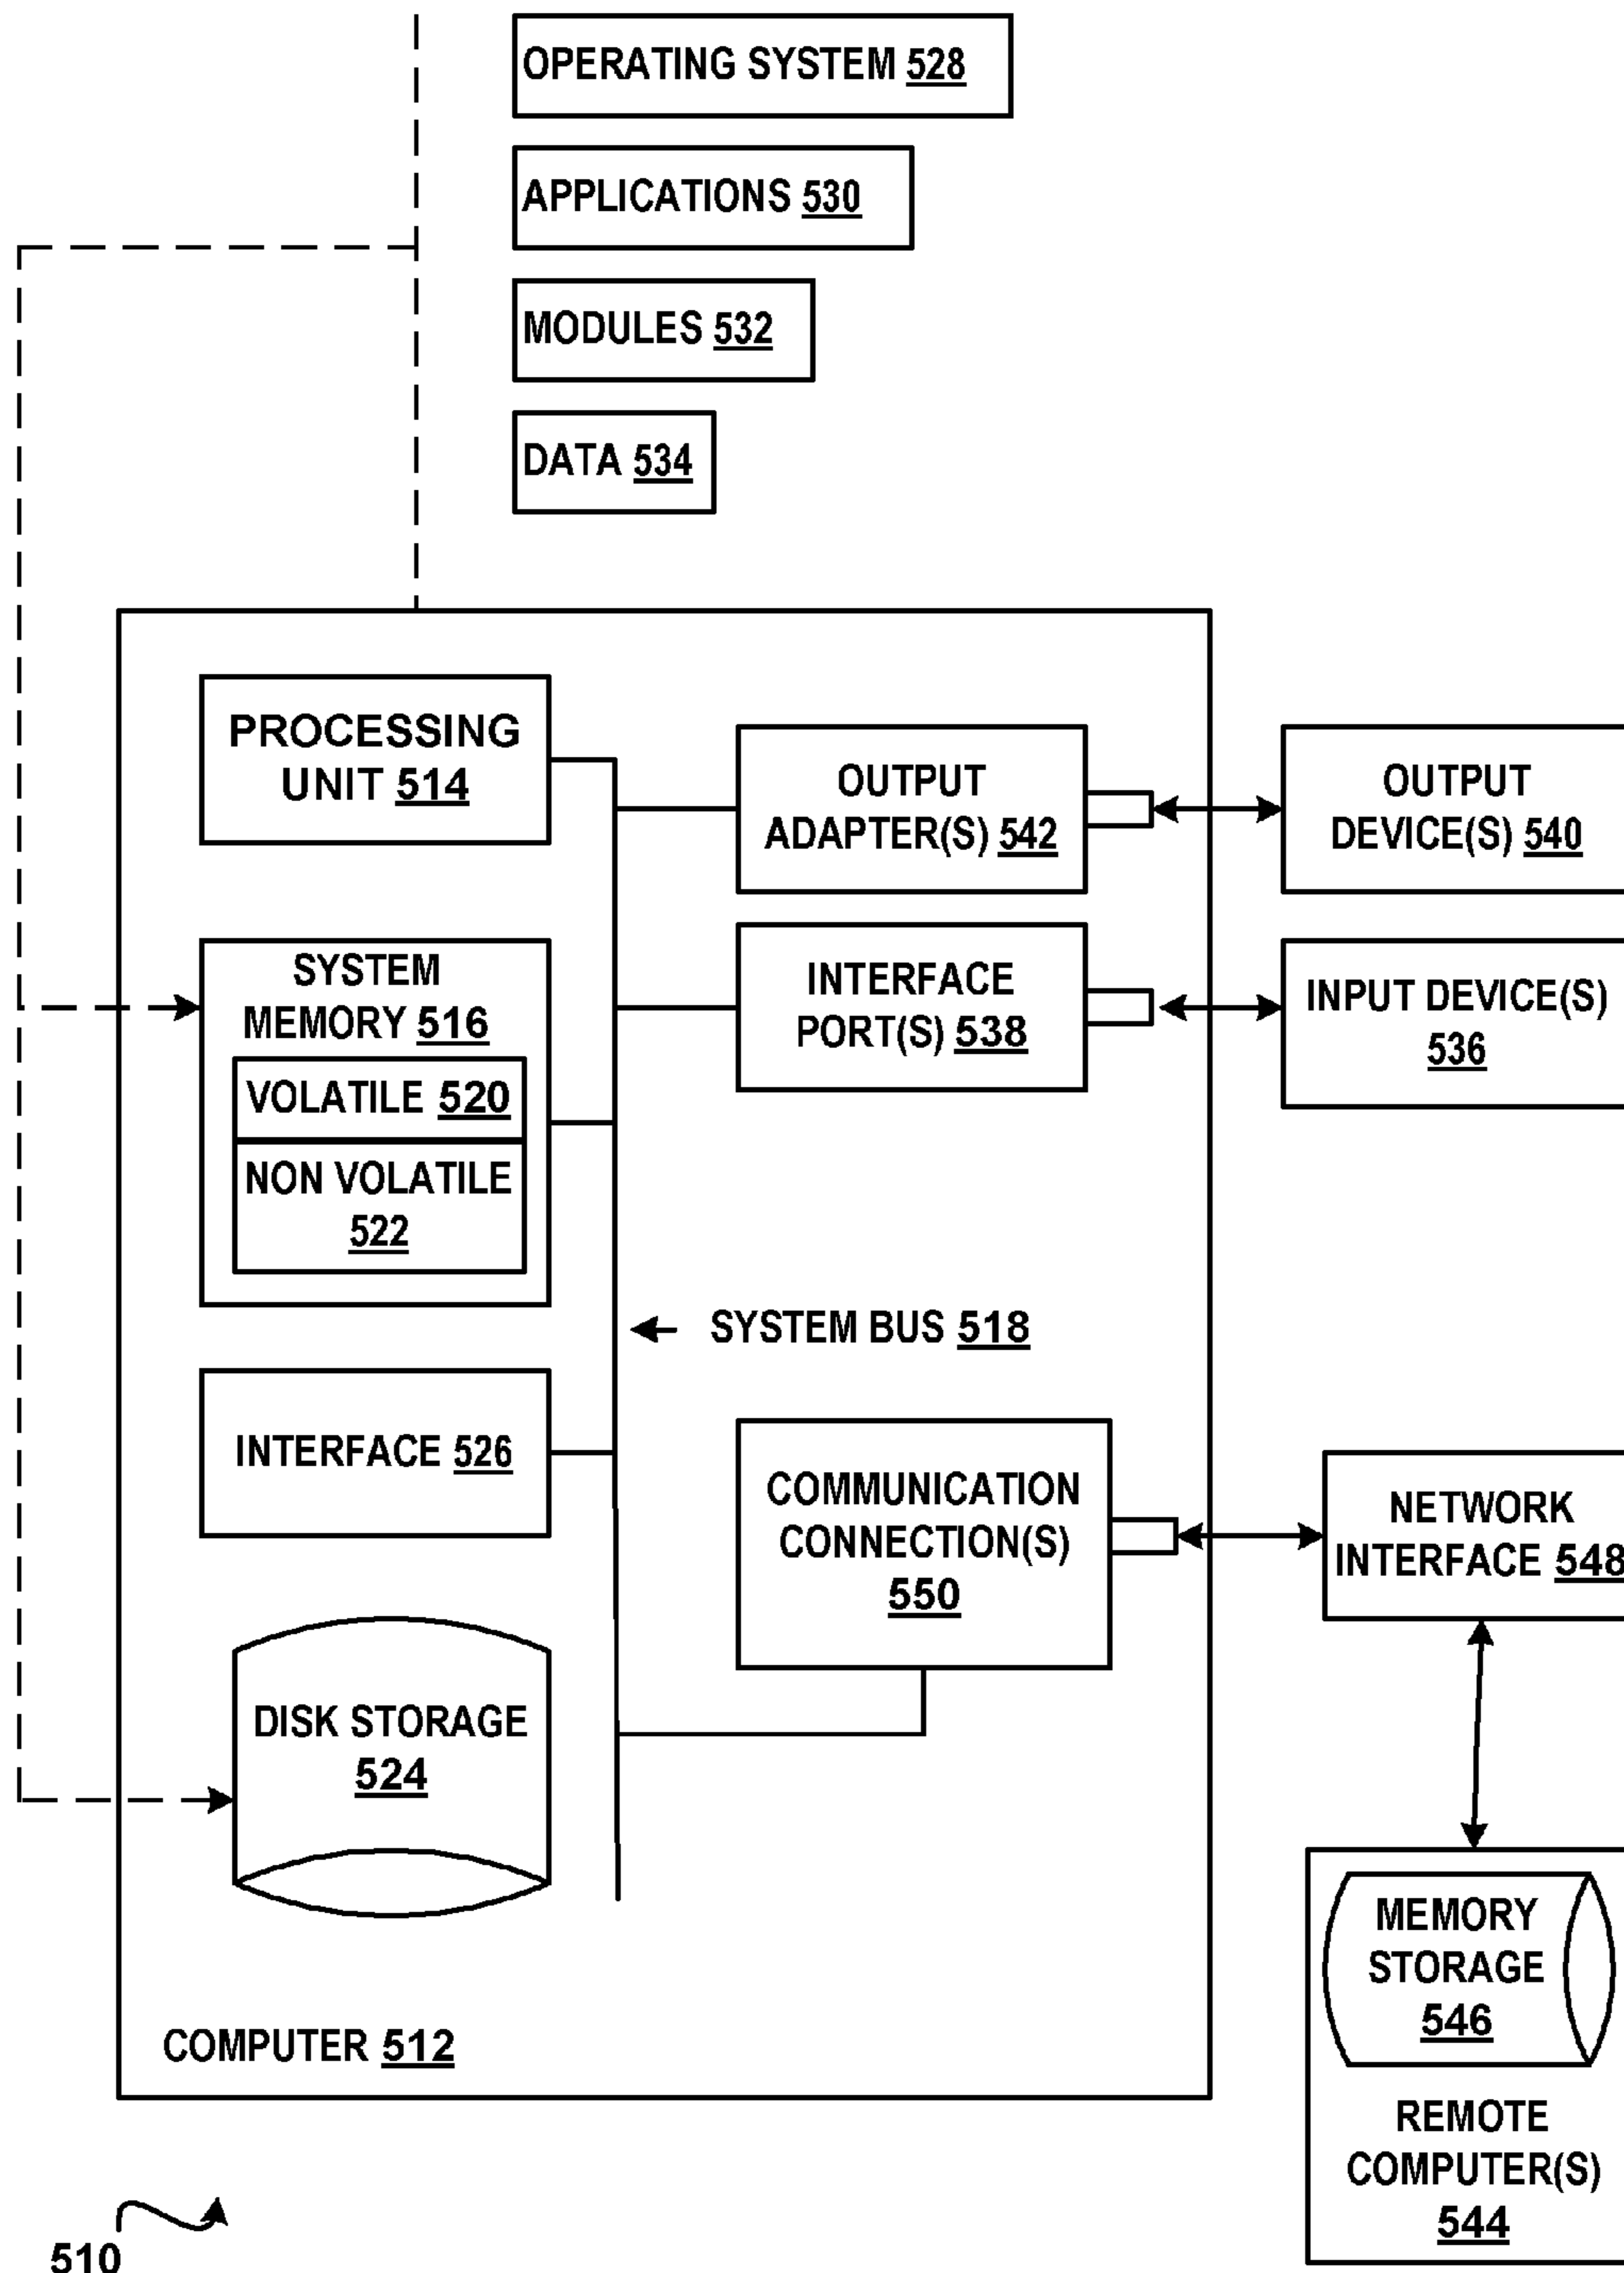 OPERATING SYSTEM 528
APPLICATIONS 530
MODULES 532
DATA 534
PROCESSING
UNIT 514
OUTPUT
ADAPTER(S) 542
OUTPUT
DEVICE(S) 540
SYSTEM
MEMORY 516
VOLATILE 520
NON VOLATILE
522
INTERFACE
PORT(S) 538
INPUT DEVICE(S)
536
SYSTEM BUS 518
INTERFACE 526
COMMUNICATION
CONNECTION(S)
550
NETWORK
INTERFACE 548
DISK STORAGE
524
MEMORY
STORAGE
546
REMOTE
COMPUTER(S)
544
COMPUTER 512
510